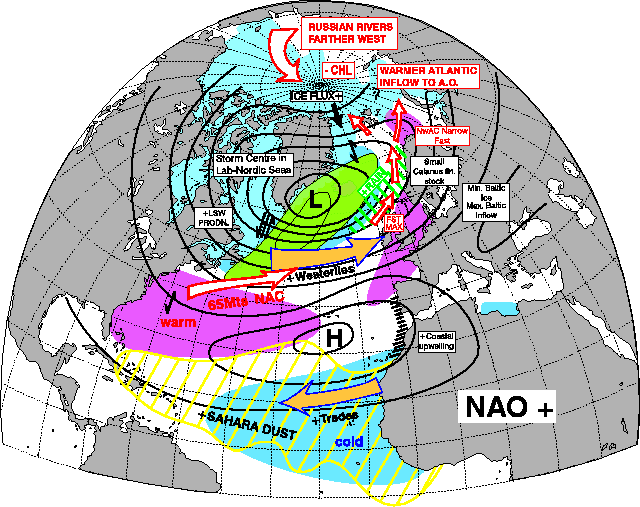 RUSSIAN RIVERS
FARTHER WEST
- CHL
WARMER ATLANTIC
INFLOW TO A.O.
ICE FLUX+
NwAC Narrow
Fast
Storm Centre in
Lab-Nordic Seas
Small
Calanus fin.
stock
Min. Baltic
Ice
Max. Baltic
Inflow
L
+LSW
PRODN.
FST
MAX
+ Westerlies
65Mts NAC
warm
H
+Coastal
upwelling
NAO +
+SAHARA DUST
+Trades
cold